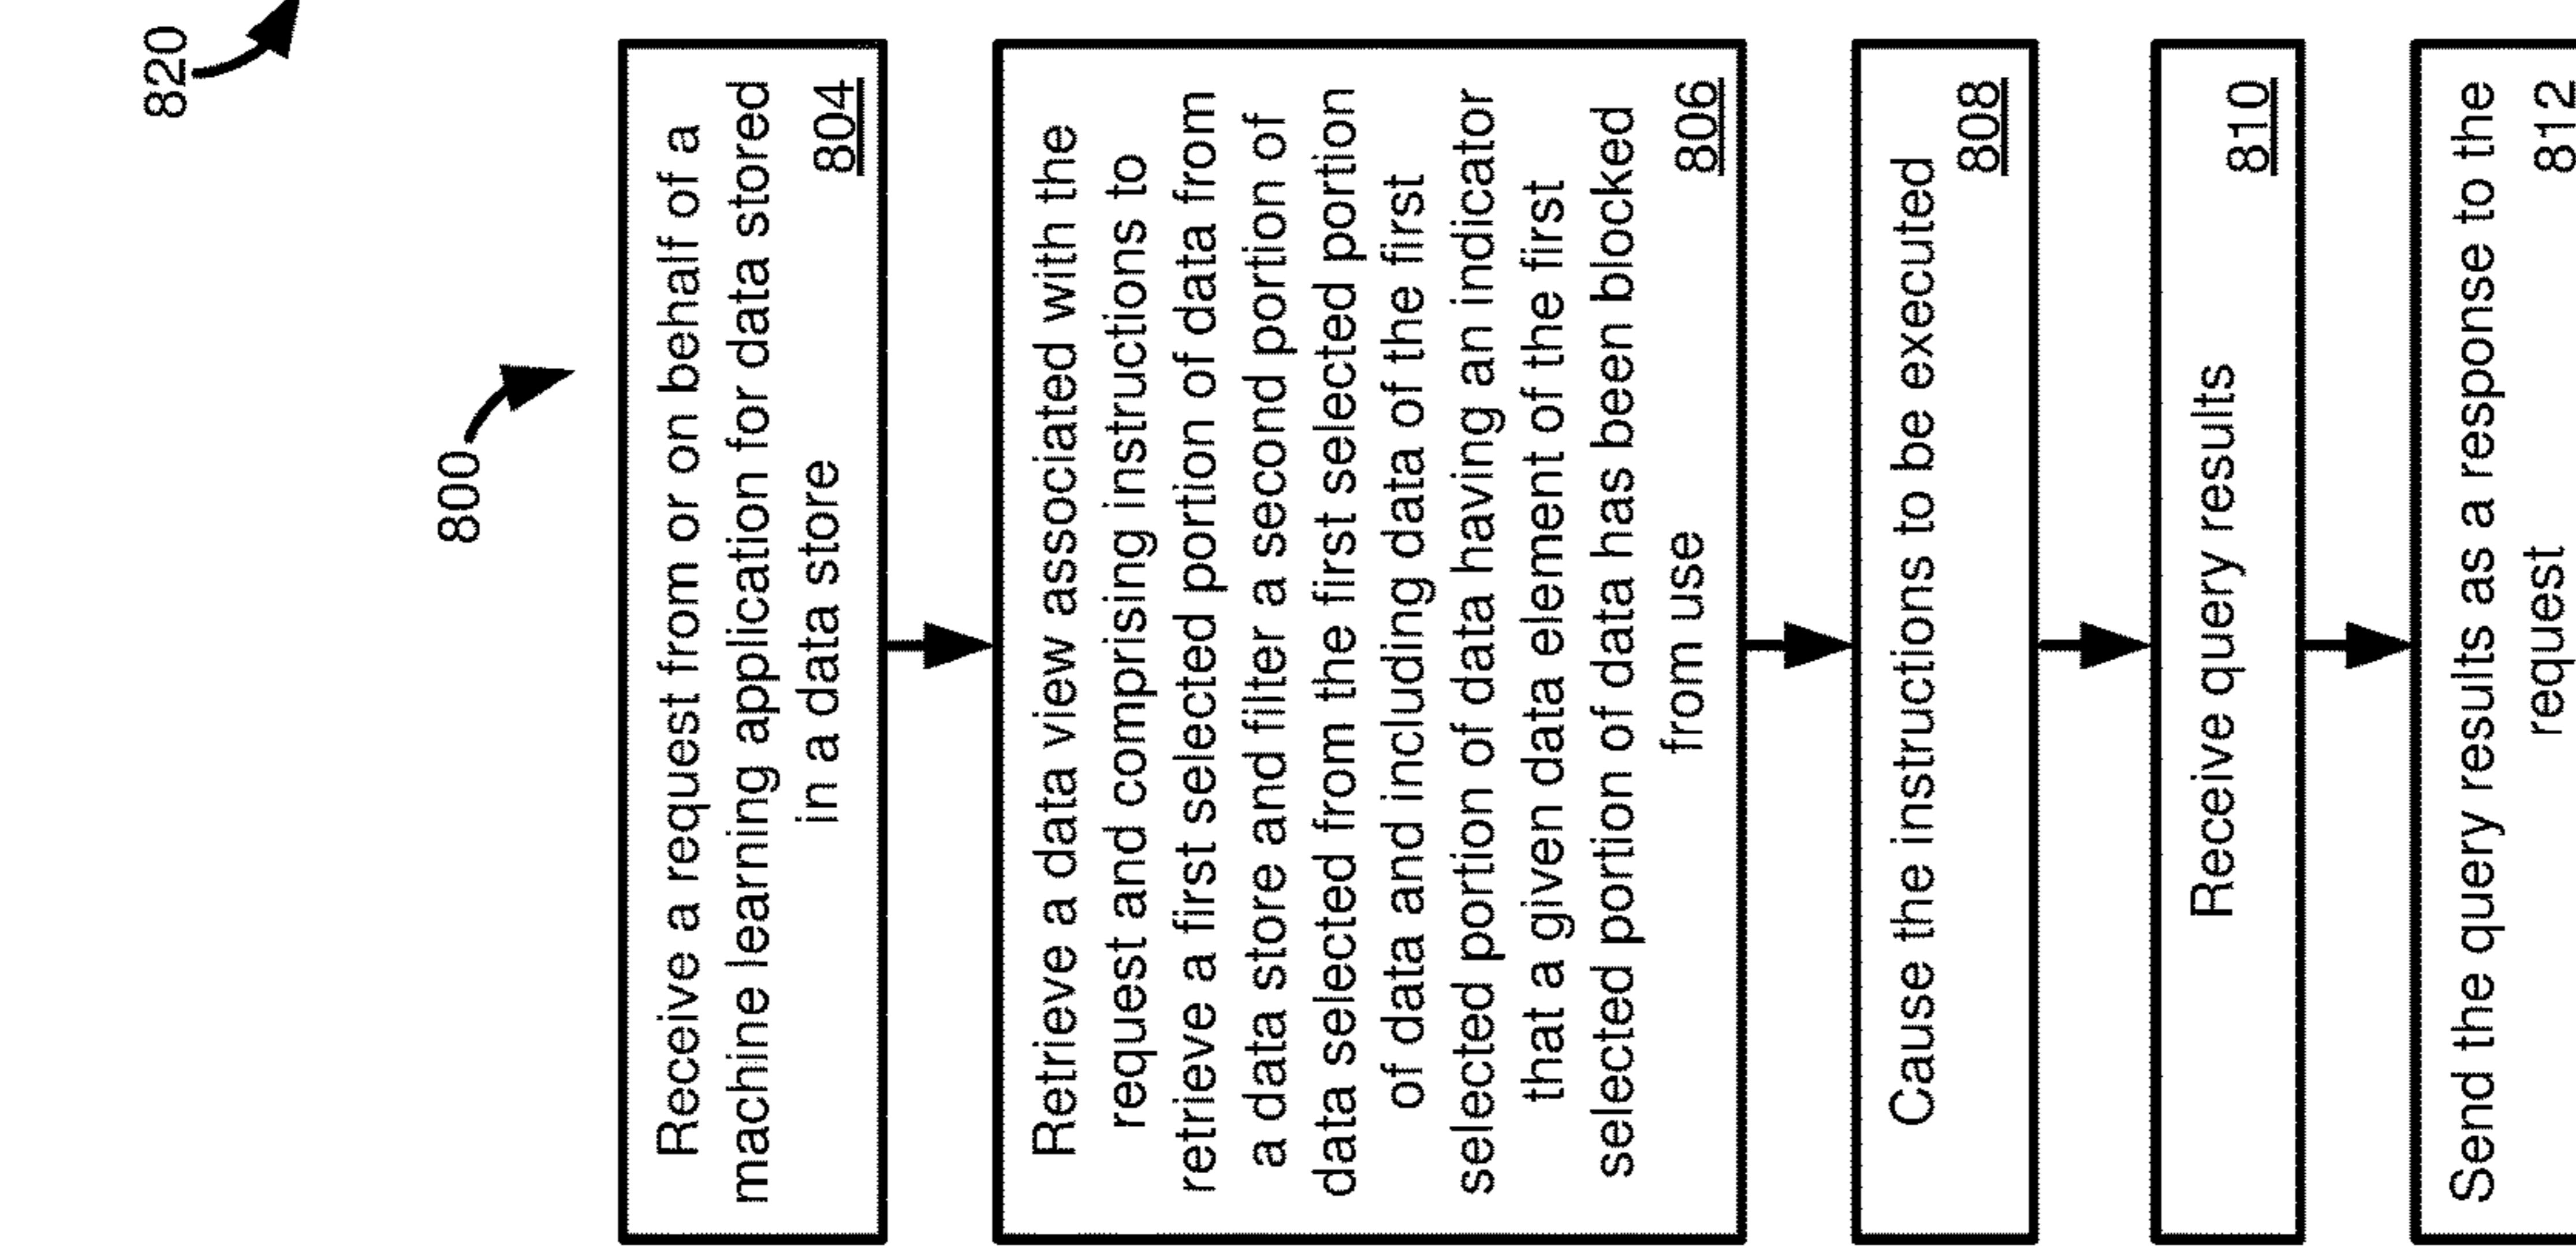 820
800
Receive a request from or on behalf of a
machine learning application for data stored
in a data store
804
Retrieve a data view associated with the
request and comprising instructions to
retrieve a first selected portion of data from
a data store and filter a second portion of
data selected from the first selected portion
of data and including data of the first
selected portion of data having an indicator
that a given data element of the first
selected portion of data has been blocked
from use
806
Cause the instructions to be executed
808
Receive query results
810
Send the query results as a response to the
request
812